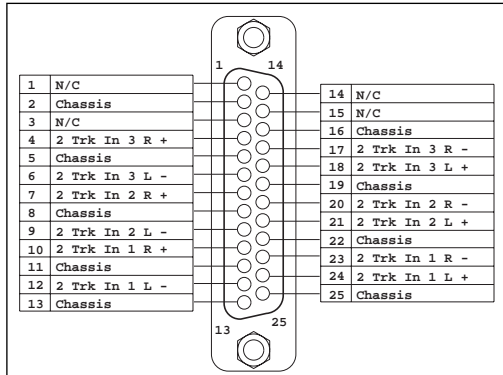 1 14
1 N/C
2 Chassis
3 N/C
4 2 Trk In 3 R +
5 Chassis
6 2 Trk In 3 L -
7 2 Trk In 2 R +
8 Chassis
9 2 Trk In 2 L -
10 2 Trk In 1 R +
11 Chassis
12 2 Trk In 1 L -
13 Chassis
14 N/C
15 N/C
16 Chassis
17 2 Trk In 3 R -
18 2 Trk In 3 L +
19 Chassis
20 2 Trk In 2 R -
21 2 Trk In 2 L +
22 Chassis
23 2 Trk In 1 R -
24 2 Trk In 1 L +
25 Chassis
13 25